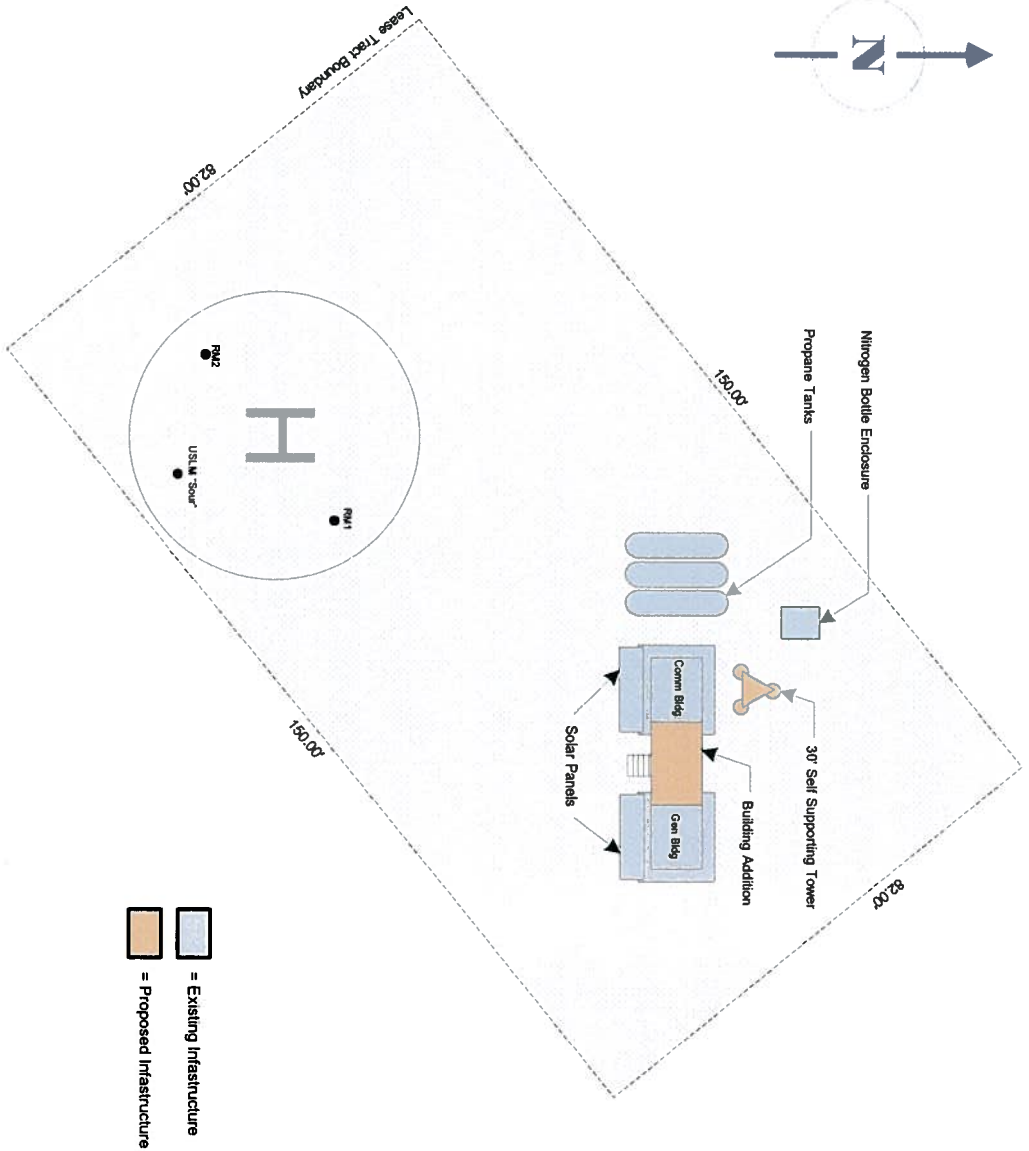 N
Lease Tract Boundary
82.00'
150.00'
Nitrogen Bottle Enclosure
Propane Tanks
30' Self Supporting Tower
Building Addition
82.00'
Comm Bldg.
Gen Bldg
Solar Panels
H
RM1
RM2
USLM "Sour"
150.00'
= Existing Infastructure
= Proposed Infastructure